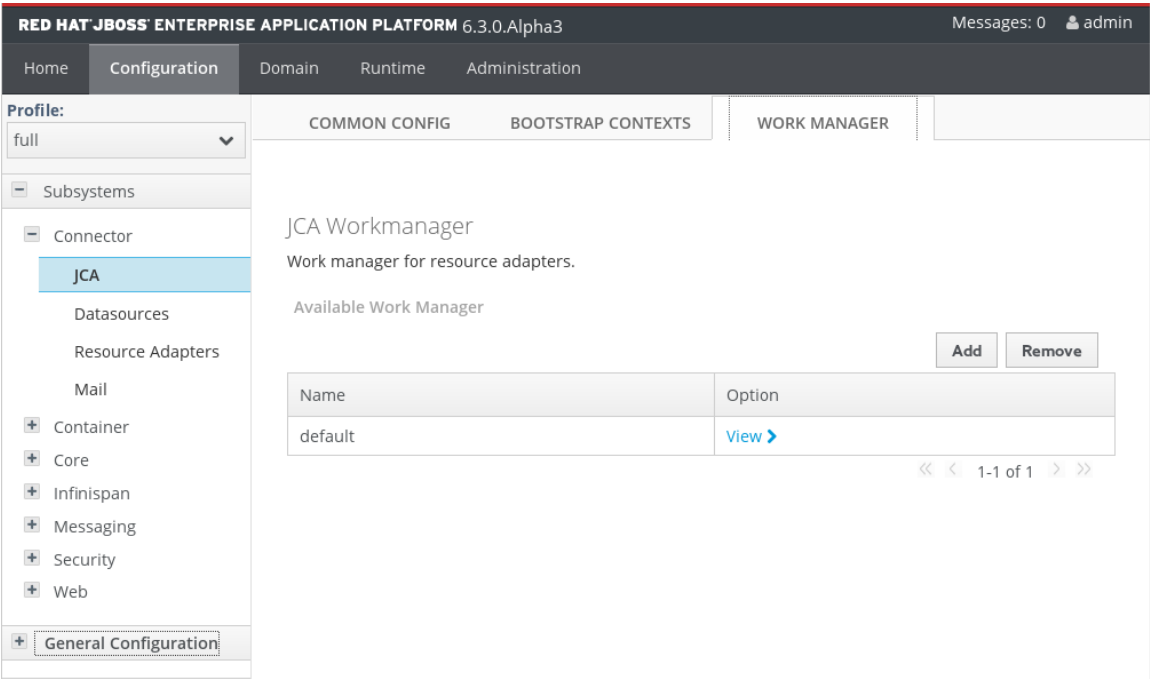 RED HAT JBOSS ENTERPRISE APPLICATION PLATFORM 6.3.0.Alpha3
Messages: 0 admin
Home Configuration Domain Runtime Administration
Profile:
full
Subsystems
Connector
JCA
Datasources
Resource Adapters
Mail
Container
Core
Infinispan
Messaging
Security
Web
General Configuration
COMMON CONFIG BOOTSTRAP CONTEXTS WORK MANAGER
JCA Workmanager
Work manager for resource adapters.
Available Work Manager
Add Remove
Name Option
default View
1-1 of 1